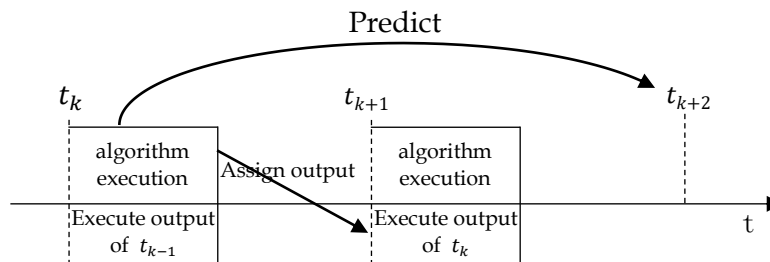 Predict
t_k
t_{k+1}
t_{k+2}
algorithm
execution
Assign output
algorithm
execution
Execute output
of t_{k−1}
Execute output
of t_k
t